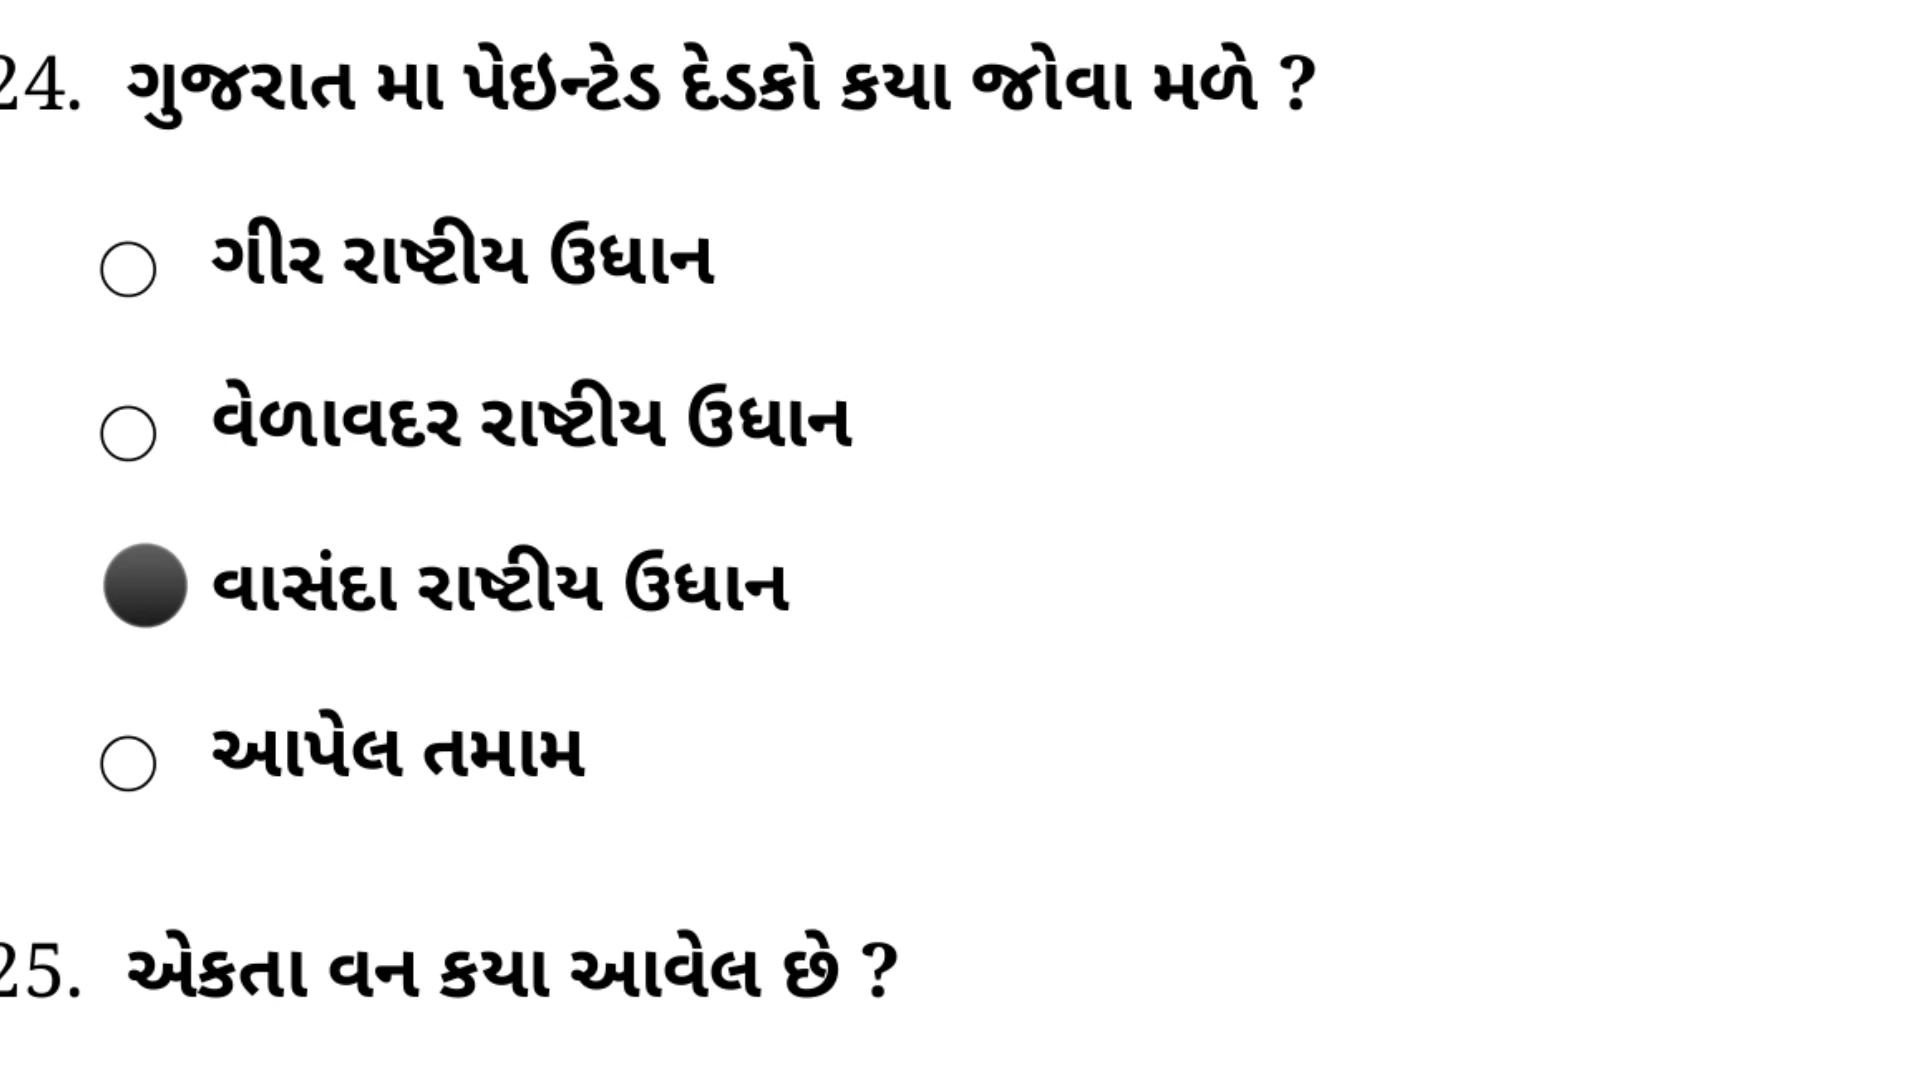 24. ગુજરાત મા પેઇન્ટેડ દેડકો કયા જોવા મળે ?
ગીર રાષ્ટીય ઉધાન
વેળાવદર રાષ્ટીય ઉધાન
વાસંદા રાષ્ટીય ઉધાન
આપેલ તમામ
25. એકતા વન કયા આવેલ છે ?